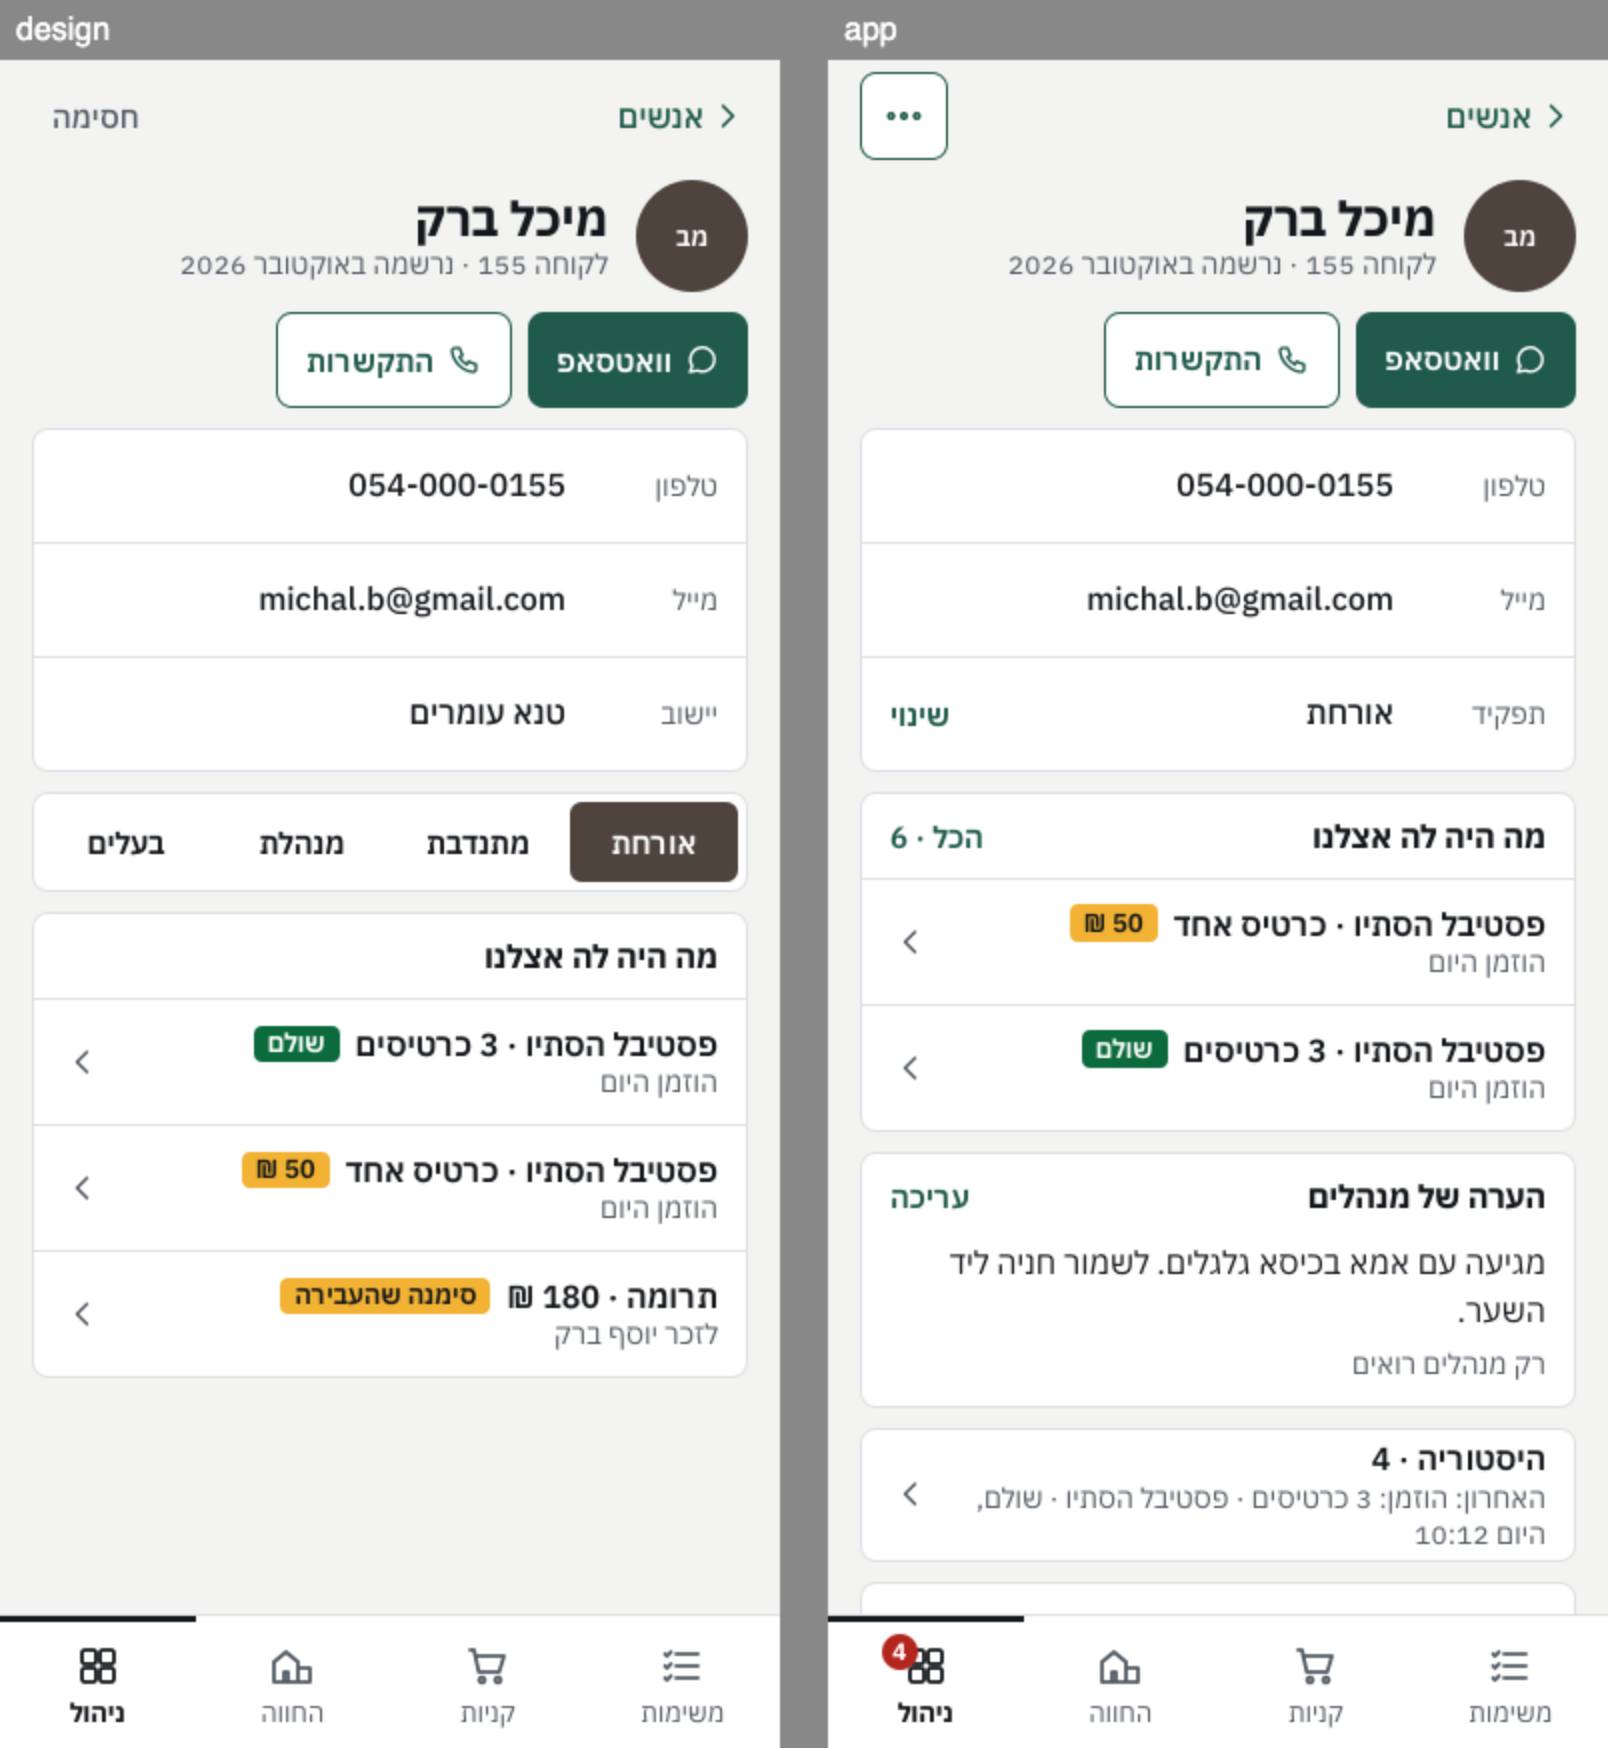 design
אנשים
חסימה
מב
מיכל ברק
לקוחה 155 · נרשמה באוקטובר 2026
וואטסאפ
התקשרות
טלפון 054-000-0155
מייל michal.b@gmail.com
יישוב טנא עומרים
אורחת מתנדבת מנהלת בעלים
מה היה לה אצלנו
פסטיבל הסתיו · 3 כרטיסים שולם
הוזמן היום
פסטיבל הסתיו · כרטיס אחד 50 ₪
הוזמן היום
תרומה · 180 ₪ סימנה שהעבירה
לזכר יוסף ברק
משימות קניות החווה ניהול
app
אנשים
מב
מיכל ברק
לקוחה 155 · נרשמה באוקטובר 2026
וואטסאפ
התקשרות
טלפון 054-000-0155
מייל michal.b@gmail.com
תפקיד אורחת שינוי
מה היה לה אצלנו הכל · 6
פסטיבל הסתיו · כרטיס אחד 50 ₪
הוזמן היום
פסטיבל הסתיו · 3 כרטיסים שולם
הוזמן היום
הערה של מנהלים עריכה
מגיעה עם אמא בכיסא גלגלים. לשמור חניה ליד
השער.
רק מנהלים רואים
היסטוריה · 4
האחרון: הוזמן: 3 כרטיסים · פסטיבל הסתיו · שולם,
היום 10:12
4
משימות קניות החווה ניהול